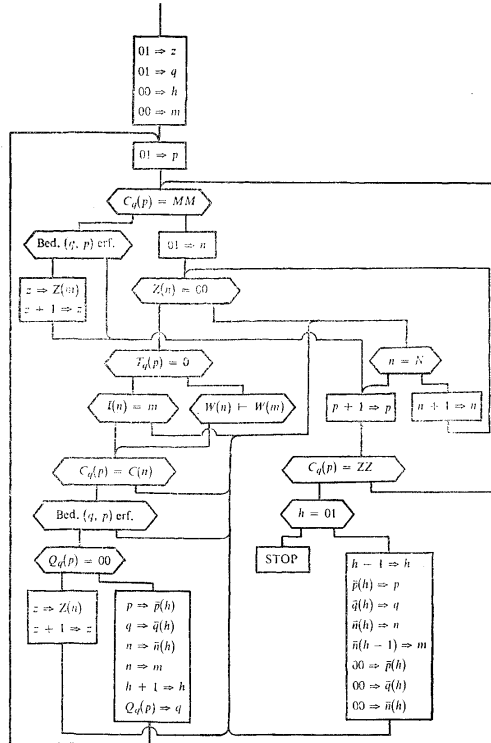 01 ⇒ z
01 ⇒ q
00 ⇒ h
00 ⇒ m
01 ⇒ p
C_q(p) = MM
Bed. (q, p) erf.
01 ⇒ n
z ⇒ Z(m)
z + 1 ⇒ z
Z(n) = 00
T_q(p) = 0
n = N
I(n) = m
W(n) ⊢ W(m)
p + 1 ⇒ p
n + 1 ⇒ n
C_q(p) = C(n)
C_q(p) = ZZ
Bed. (q, p) erf.
h = 01
Q_q(p) = 00
STOP
z ⇒ Z(n)
z + 1 ⇒ z
p ⇒ p̄(h)
q ⇒ q̄(h)
n ⇒ n̄(h)
n ⇒ m
h + 1 ⇒ h
Q_q(p) ⇒ q
h − 1 ⇒ h
p̄(h) ⇒ p
q̄(h) ⇒ q
n̄(h) ⇒ n
n̄(h − 1) ⇒ m
00 ⇒ p̄(h)
00 ⇒ q̄(h)
00 ⇒ n̄(h)